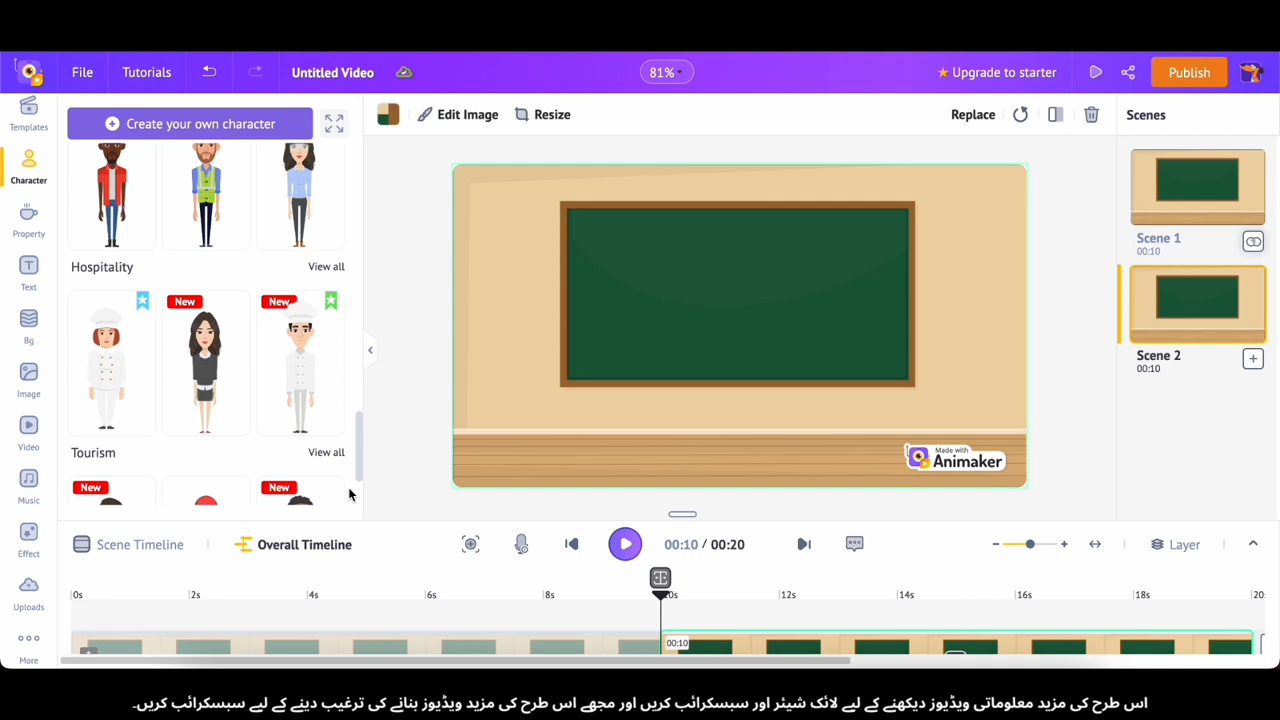 File
Tutorials
Untitled Video
81%
Upgrade to starter
Publish
Templates
Character
Property
Text
Bg
Image
Video
Music
Effect
Uploads
More
Create your own character
Hospitality
View all
New
New
Tourism
View all
New
New
Edit Image
Resize
Replace
Made with
Animaker
Scenes
Scene 1
00:10
Scene 2
00:10
Scene Timeline
Overall Timeline
00:10 / 00:20
Layer
0s
2s
4s
6s
8s
10s
12s
14s
16s
18s
20s
00:10
1
اس طرح کی مزید معلوماتی ویڈیوز دیکھنے کے لیے لائک شیئر اور سبسکرائب کریں اور مجھے اس طرح کی مزید ویڈیوز بنانے کی ترغیب دینے کے لیے سبسکرائب کریں۔